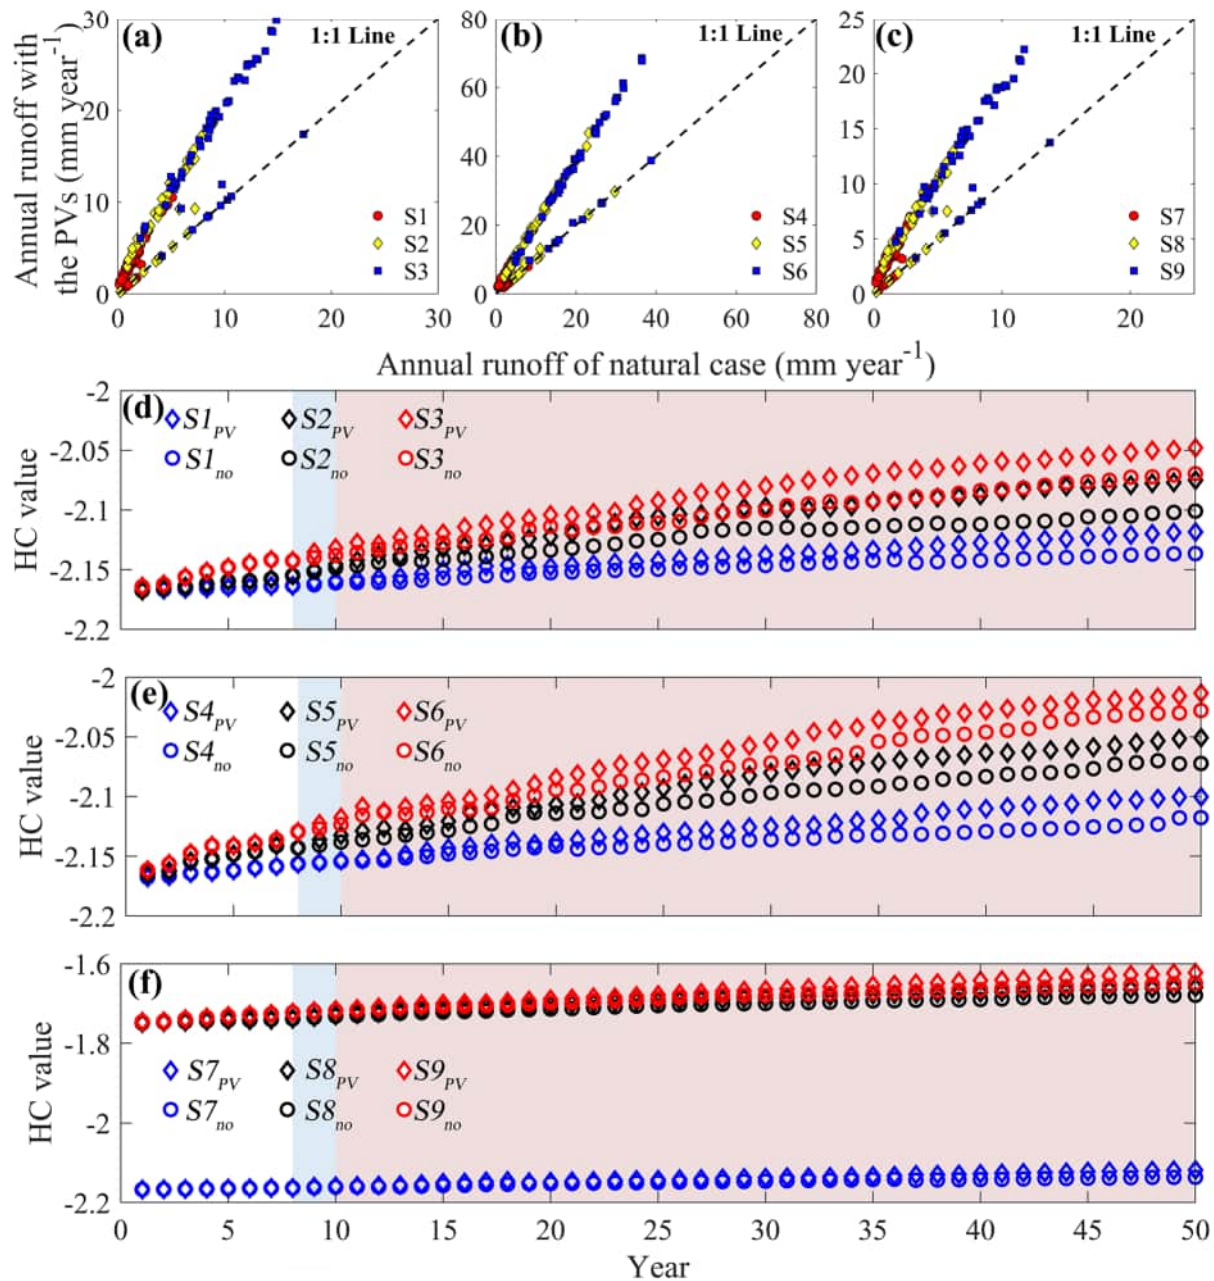 Annual runoff with
the PVs (mm year-1)
(a) 1:1 Line
30
20
10
0
0 10 20 30
S1
S2
S3
(b) 1:1 Line
80
60
40
20
0
0 20 40 60 80
S4
S5
S6
(c) 1:1 Line
25
20
15
10
5
0
0 10 20
S7
S8
S9
Annual runoff of natural case (mm year-1)
(d)
HC value
-2
-2.05
-2.1
-2.15
-2.2
S1PV S2PV S3PV
S1no S2no S3no
(e)
HC value
-2
-2.05
-2.1
-2.15
-2.2
S4PV S5PV S6PV
S4no S5no S6no
(f)
HC value
-1.6
-1.8
-2
-2.2
S7PV S8PV S9PV
S7no S8no S9no
0 5 10 15 20 25 30 35 40 45 50
Year